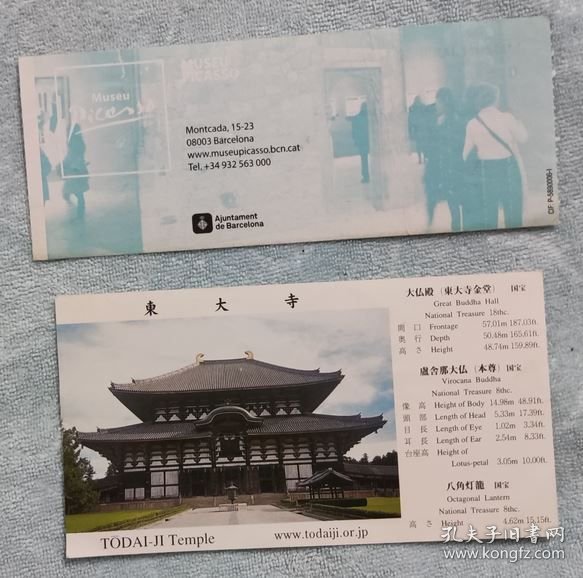 MUSEU
PICASSO
Museu
Picasso
Montcada, 15-23
08003 Barcelona
www.museupicasso.bcn.cat
Tel. +34 932 563 000
Ajuntament
de Barcelona
東大寺
TŌDAI-JI Temple
www.todaiji.or.jp
大仏殿（東大寺金堂） 国宝
Great Buddha Hall
National Treasure 18thc.
間口 Frontage 57.01m 187.03ft.
奥行 Depth 50.48m 165.61ft.
高さ Height 48.74m 159.89ft.
盧舎那大仏（本尊） 国宝
Virocana Buddha
National Treasure 8thc.
像高 Height of Body 14.98m 48.91ft.
頭部 Length of Head 5.33m 17.39ft.
目長 Length of Eye 1.02m 3.34ft.
耳長 Length of Ear 2.54m 8.33ft.
台座高 Height of
Lotus-petal 3.05m 10.00ft.
八角灯籠 国宝
Octagonal Lantern
National Treasure 8thc.
高さ Height 4.62m 15.15ft.
孔夫子旧书网
www.kongfz.com